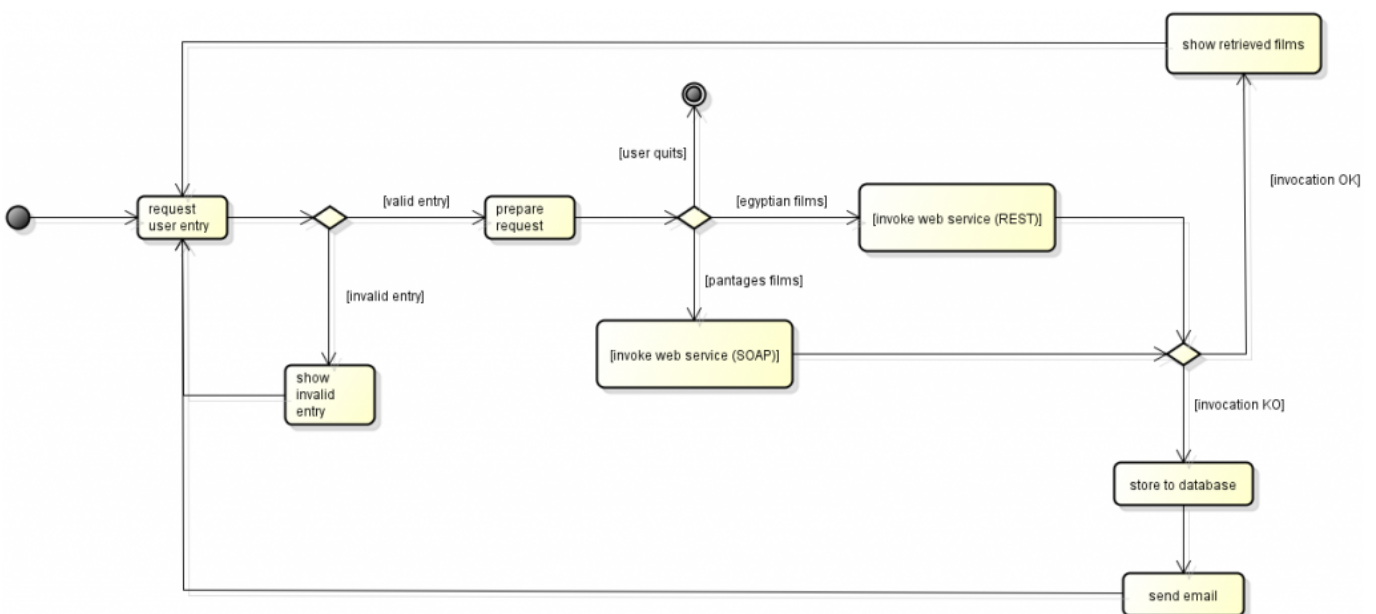 show retrieved films
[user quits]
[invocation OK]
[valid entry]
[egyptian films]
request
user entry
prepare
request
[invoke web service (REST)]
[invalid entry]
[pantages films]
[invoke web service (SOAP)]
show
invalid
entry
[invocation KO]
store to database
send email